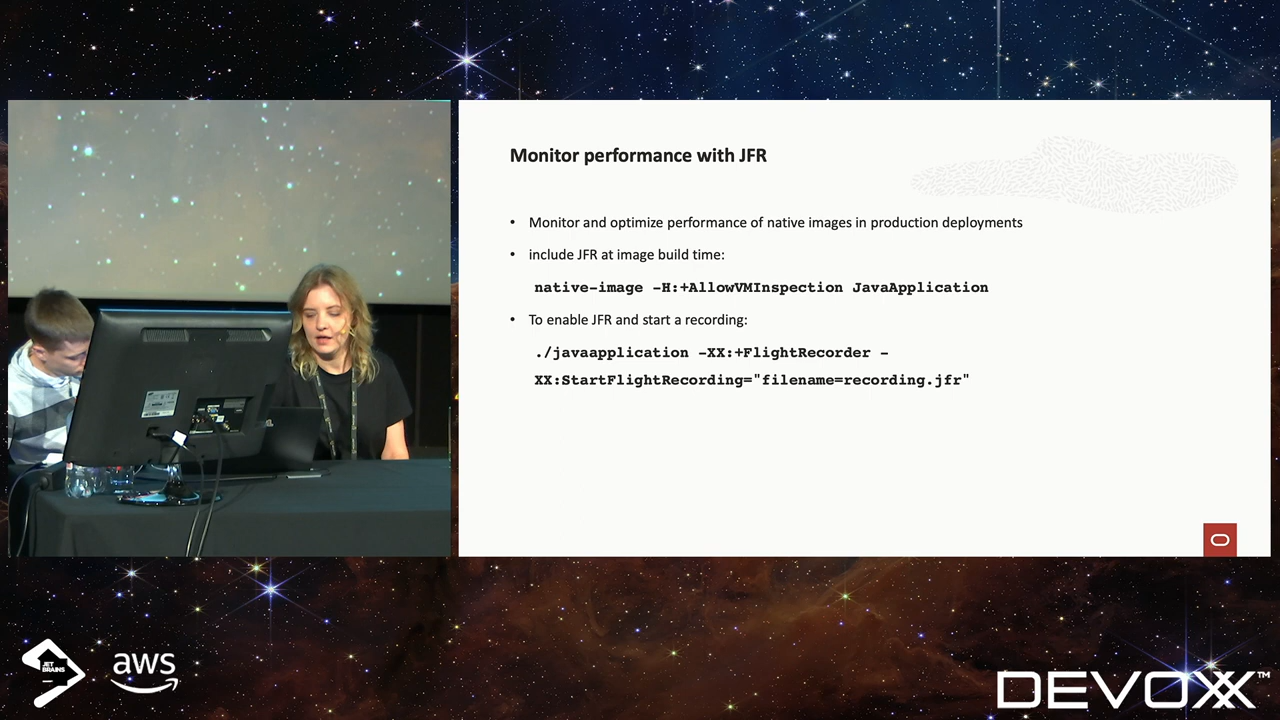 Monitor performance with JFR
• Monitor and optimize performance of native images in production deployments
• include JFR at image build time:
native-image -H:+AllowVMInspection JavaApplication
• To enable JFR and start a recording:
./javaapplication -XX:+FlightRecorder -
XX:StartFlightRecording="filename=recording.jfr"
JET
BRAINS
aws
DEVOXX™